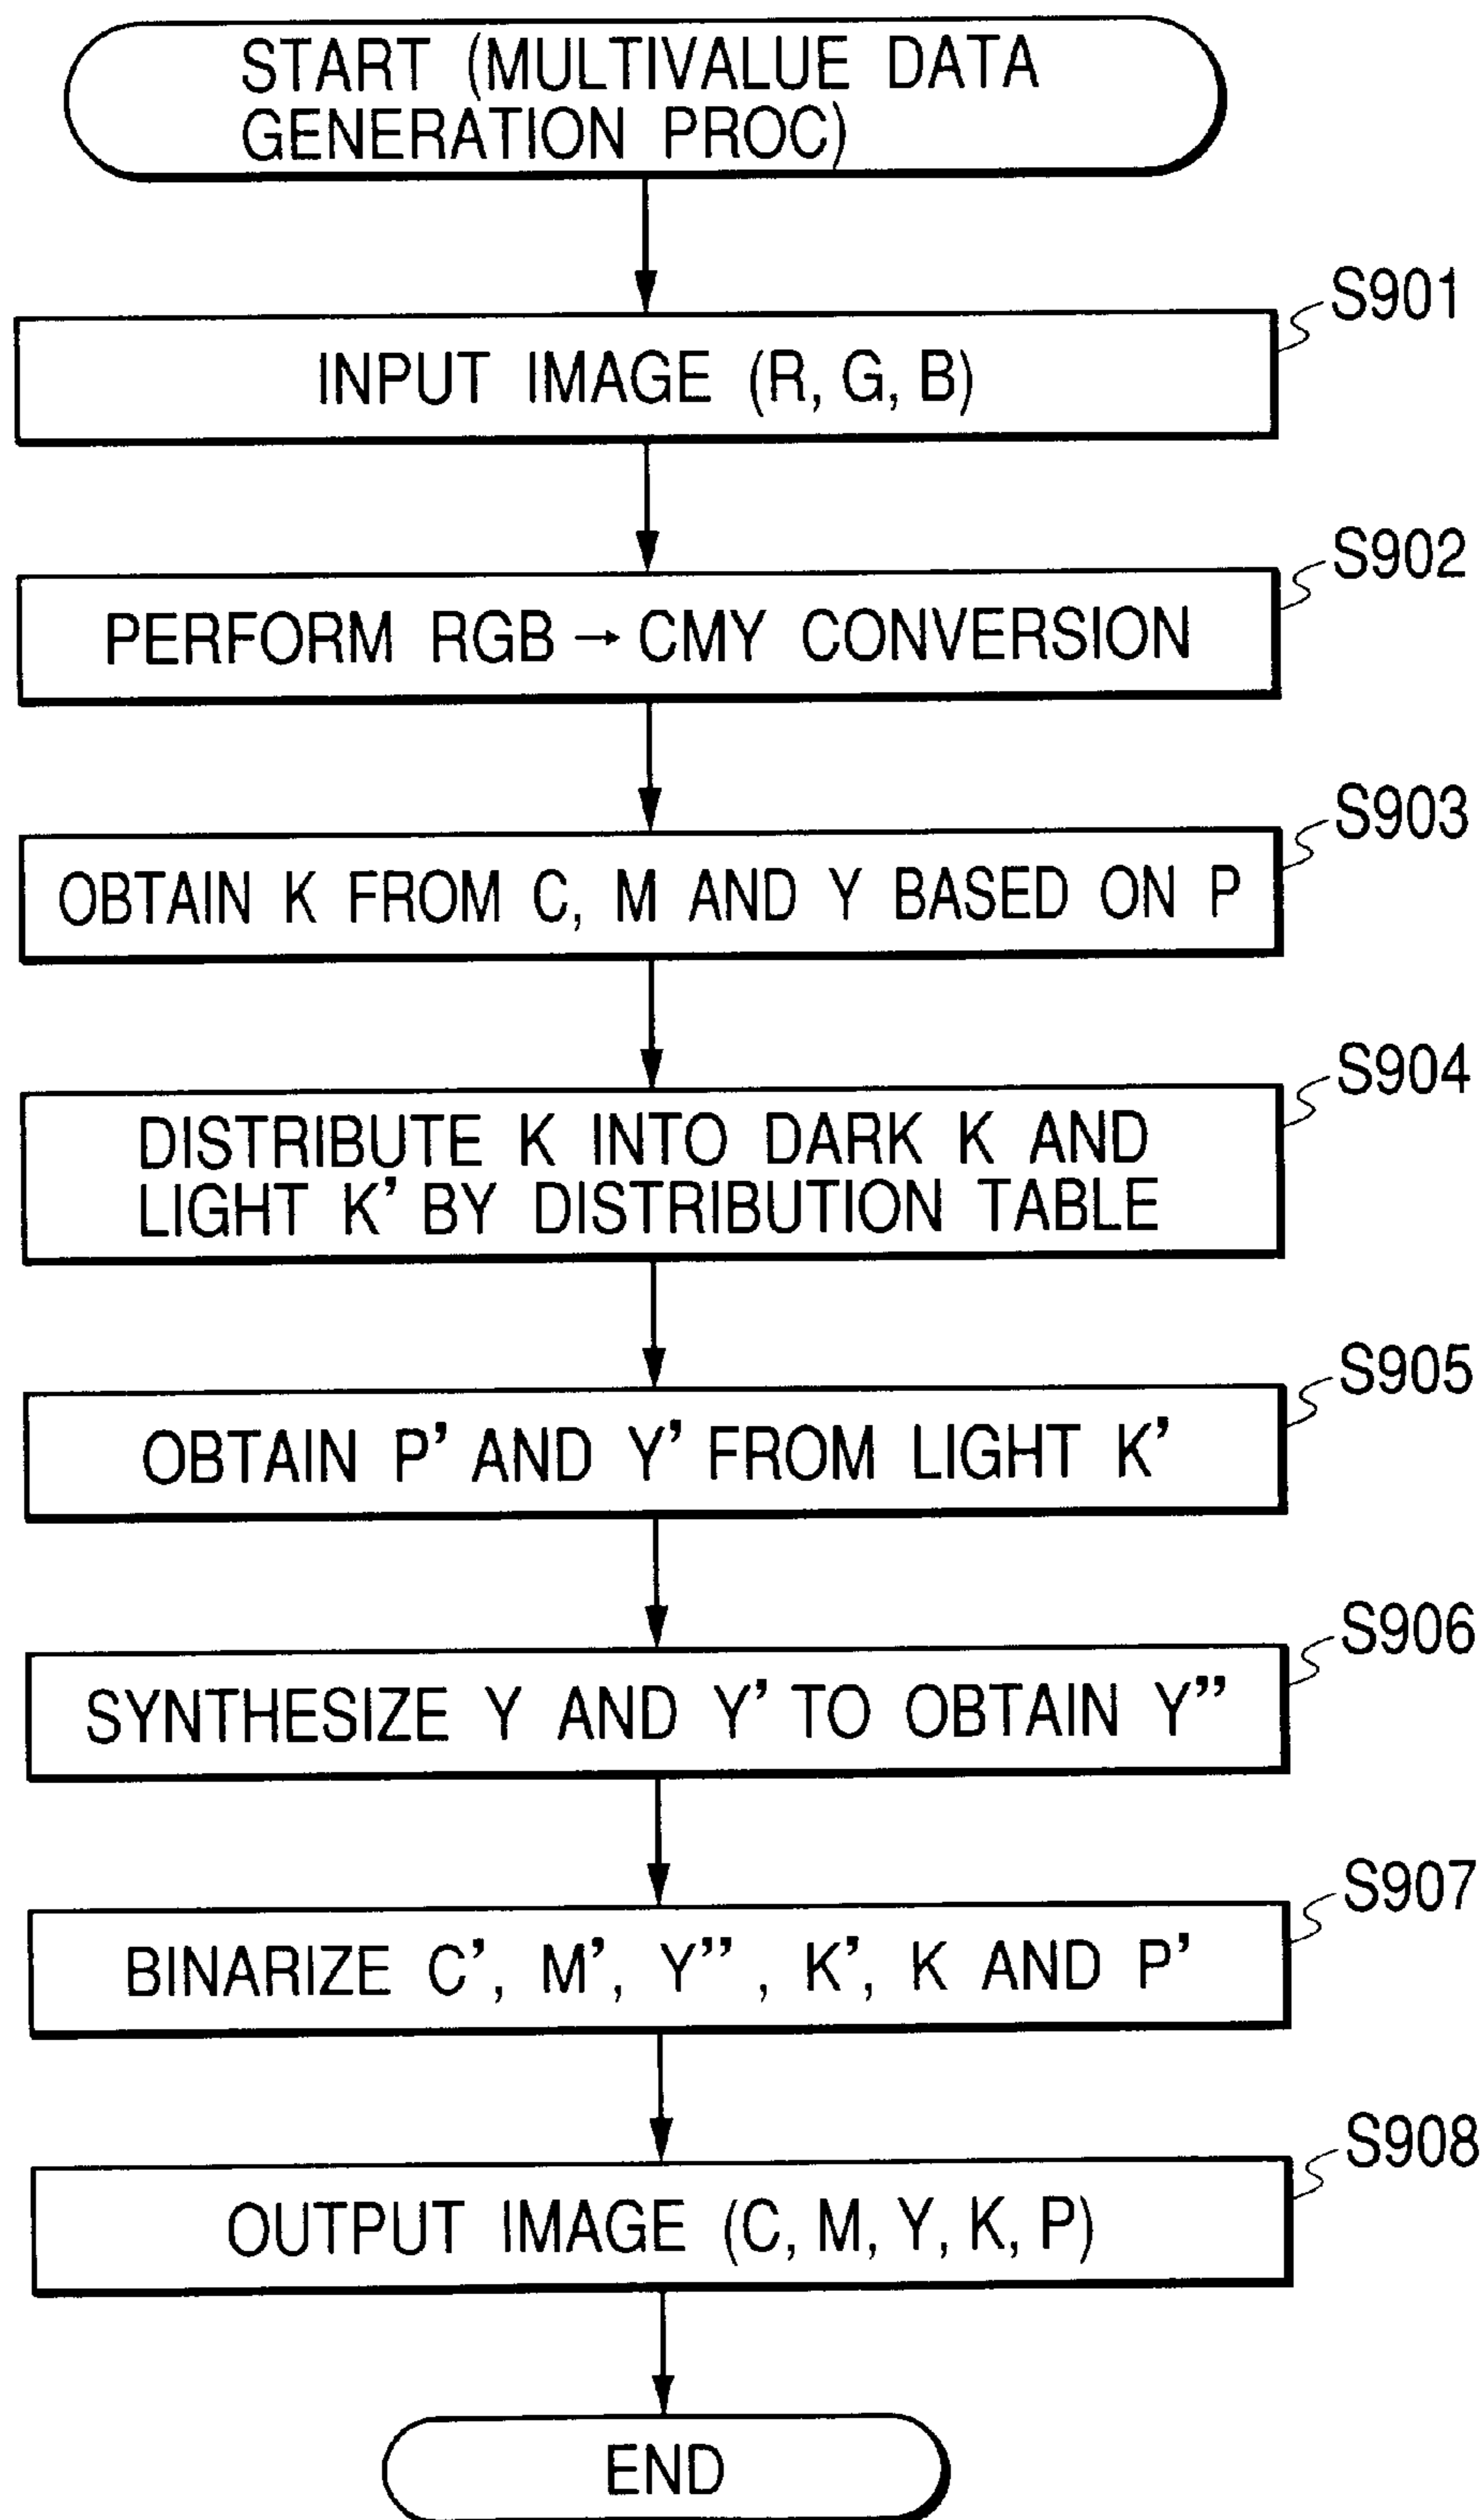 START (MULTIVALUE DATA
GENERATION PROC)
S901
INPUT IMAGE (R, G, B)
S902
PERFORM RGB → CMY CONVERSION
S903
OBTAIN K FROM C, M AND Y BASED ON P
S904
DISTRIBUTE K INTO DARK K AND
LIGHT K' BY DISTRIBUTION TABLE
S905
OBTAIN P' AND Y' FROM LIGHT K'
S906
SYNTHESIZE Y AND Y' TO OBTAIN Y''
S907
BINARIZE C', M', Y'', K', K AND P'
S908
OUTPUT IMAGE (C, M, Y, K, P)
END